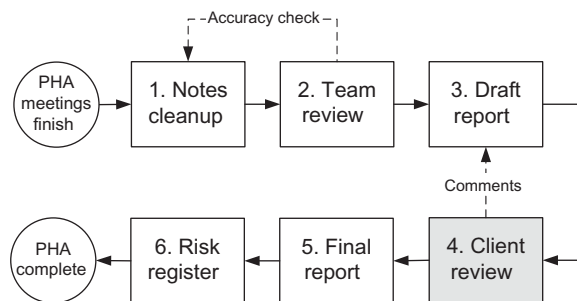 Accuracy check
PHA
meetings
finish
1. Notes
cleanup
2. Team
review
3. Draft
report
Comments
PHA
complete
6. Risk
register
5. Final
report
4. Client
review